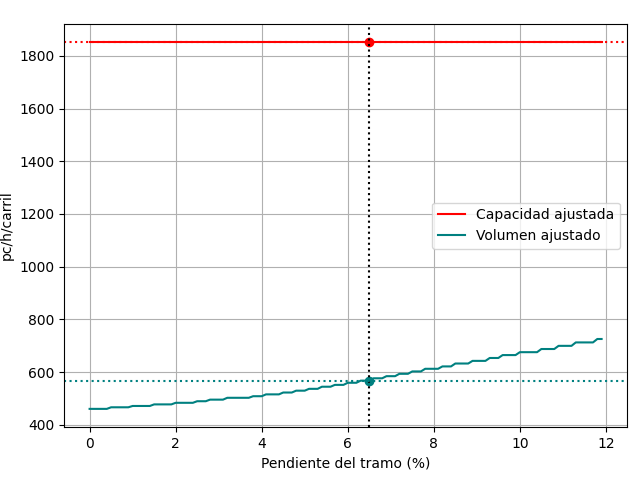 1800
1600
1400
1200
1000
800
600
400
pc/h/carril
Capacidad ajustada
Volumen ajustado
0 2 4 6 8 10 12
Pendiente del tramo (%)